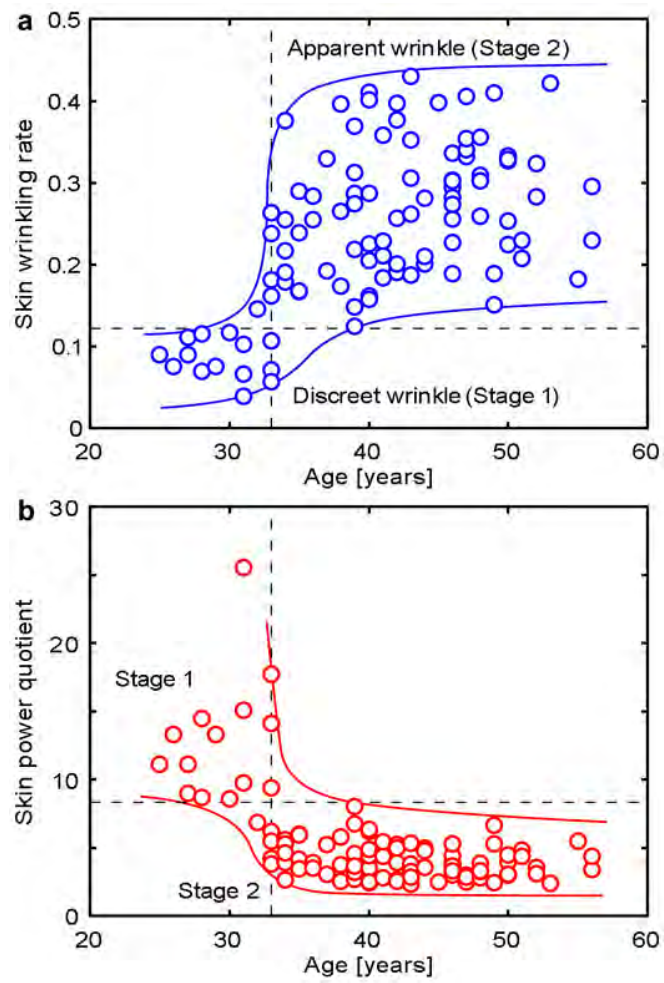 a
0.5
0.4
0.3
0.2
0.1
0
Skin wrinkling rate
Apparent wrinkle (Stage 2)
Discreet wrinkle (Stage 1)
20
30
40
50
60
Age [years]
b
30
20
10
0
Skin power quotient
Stage 1
Stage 2
20
30
40
50
60
Age [years]